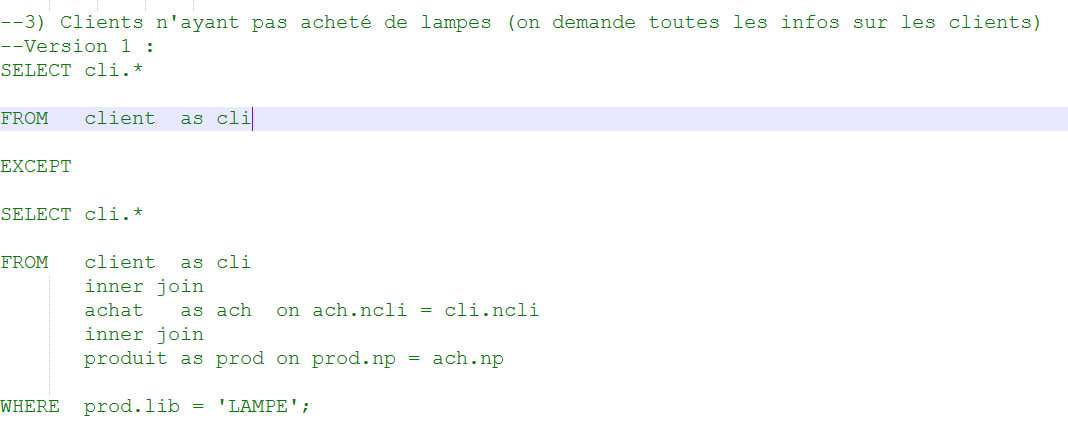 --3) Clients n'ayant pas acheté de lampes (on demande toutes les infos sur les clients)
--Version 1 :
SELECT cli.*
FROM   client  as cli
EXCEPT
SELECT cli.*
FROM   client  as cli
       inner join
       achat   as ach  on ach.ncli = cli.ncli
       inner join
       produit as prod on prod.np = ach.np
WHERE  prod.lib = 'LAMPE';